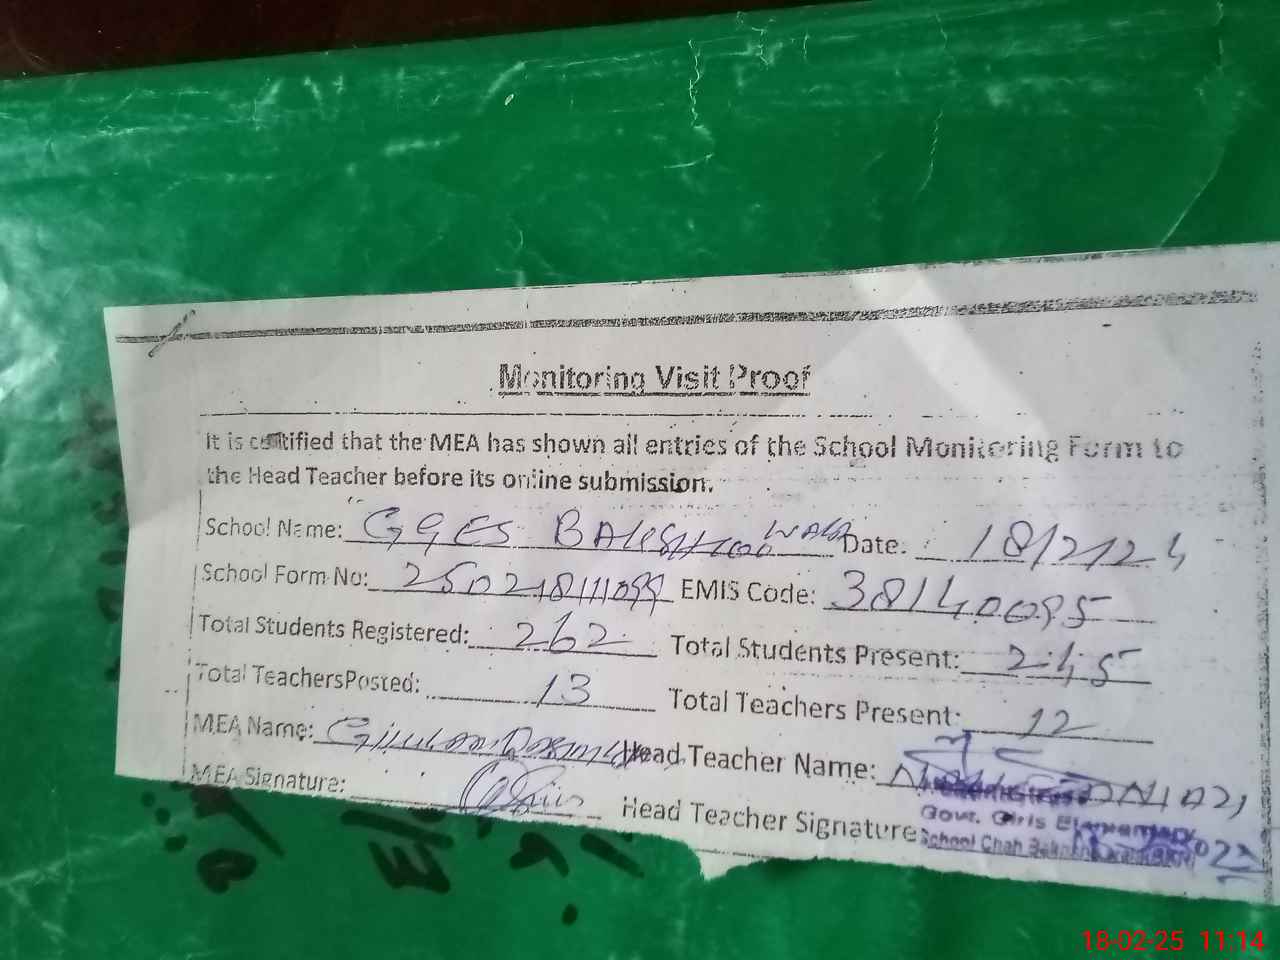 Monitoring Visit Proof
It is certified that the MEA has shown all entries of the School Monitoring Form to
the Head Teacher before its online submission.
School Name: GGES Date: 18/2/24
School Form No: 250218111099 EMIS Code: 38140095
Total Students Registered: 262 Total Students Present: 245
Total TeachersPosted: 13 Total Teachers Present: 12
MEA Name: Head Teacher Name:
MEA Signature: Head Teacher Signature
Govt. Girls Elementary
School Chah
18-02-25 11:14